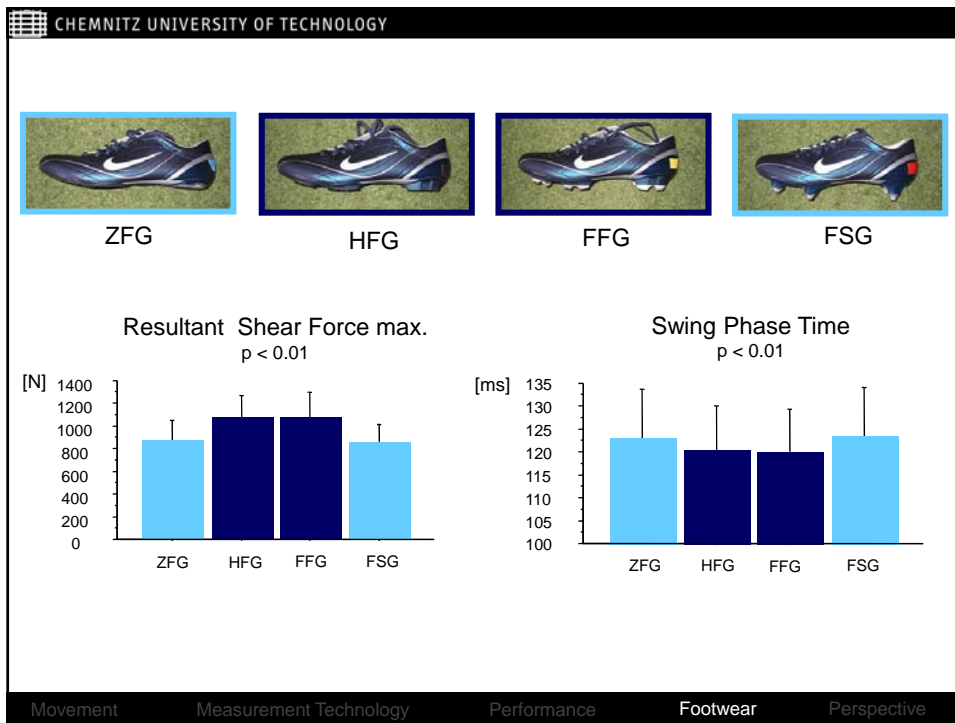 CHEMNITZ UNIVERSITY OF TECHNOLOGY
ZFG HFG FFG FSG
Resultant Shear Force max.
p < 0.01
[N]
1400
1200
1000
800
600
400
200
0
ZFG HFG FFG FSG
Swing Phase Time
p < 0.01
[ms]
135
130
125
120
115
110
105
100
ZFG HFG FFG FSG
Movement Measurement Technology Performance Footwear Perspective